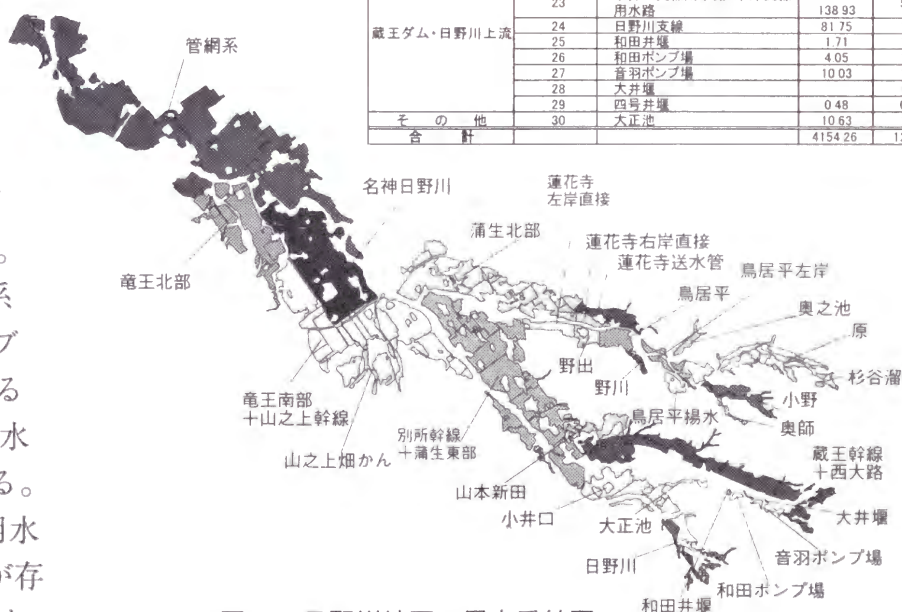 23
用水路 138 93
蔵王ダム・日野川上流
24 日野川支線 81 75
25 和田井堰 1.71
26 和田ポンプ場 4 05
27 音羽ポンプ場 10 03
28 大井堰
29 四号井堰 0 48
その他 30 大正池 10 63
合計 4154 26
管網系
名神日野川
蓮花寺
左岸直接
蒲生北部
蓮花寺右岸直接
蓮花寺送水管
鳥居平左岸
鳥居平
奥之池
原
竜王北部
野出
野川
杉谷溜
小野
奥師
鳥居平揚水
竜王南部
+山之上幹線
別所幹線
+蒲生東部
山之上畑かん
蔵王幹線
+西大路
山本新田
小井口
大正池
大井堰
日野川
音羽ポンプ場
和田ポンプ場
和田井堰
。
系
ブ
る
水
る。
用水
が存